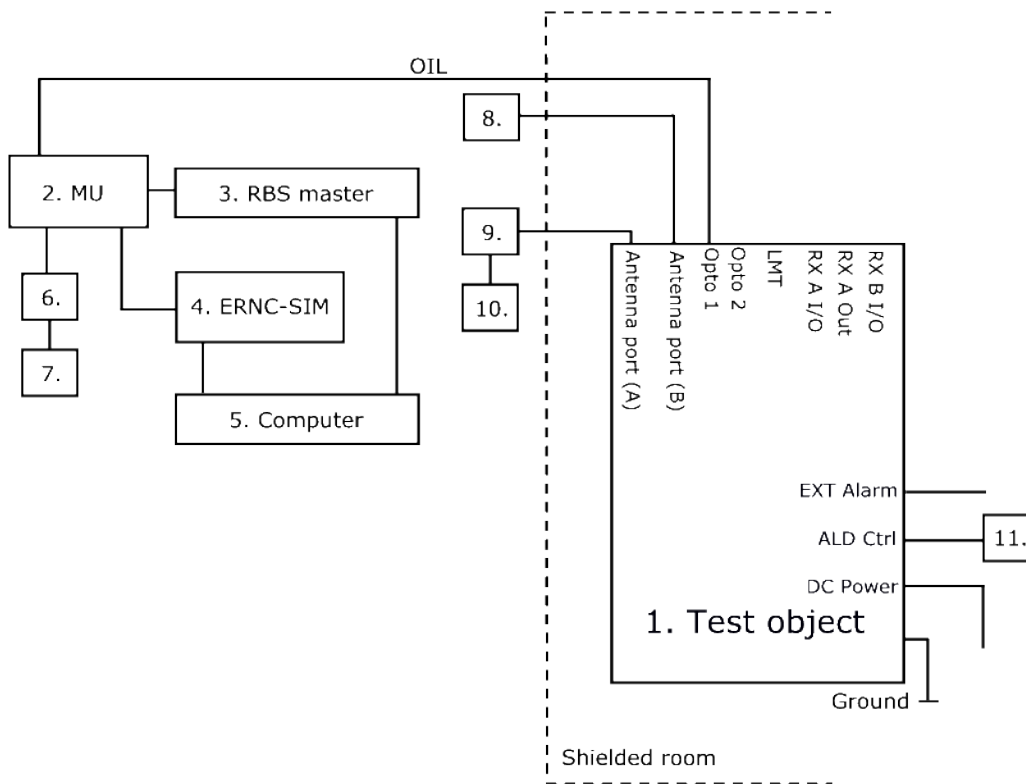 OIL
8.
2. MU
3. RBS master
9.
6.
4. ERNC-SIM
10.
7.
5. Computer
Antenna port (A)
Antenna port (B)
Opto 1
Opto 2
LMT
RX A I/O
RX A Out
RX B I/O
EXT Alarm
ALD Ctrl
11.
DC Power
1. Test object
Ground
Shielded room